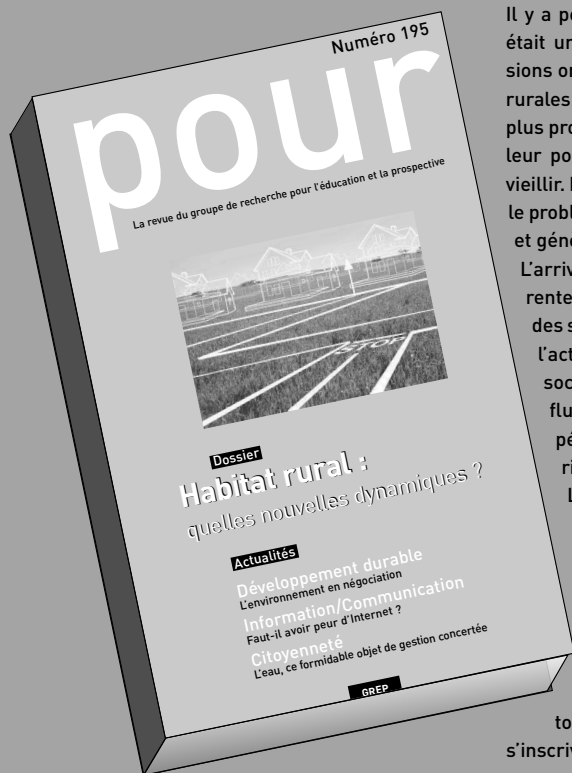 Numéro 195
pour
La revue du groupe de recherche pour l'éducation et la prospective
STOP
Dossier
Habitat rural :
quelles nouvelles dynamiques ?
Actualités
Développement durable
L'environnement en négociation
Information/Communication
Faut-il avoir peur d'Internet ?
Citoyenneté
L'eau, ce formidable objet de gestion concertée
GREP
Il y a pe
était un
sions on
rurales
plus pro
leur po
vieillir.
le probl
et géné
L'arriv
rente
des s
l'act
soc
flu
pé
ri
L
to
s'inscriv